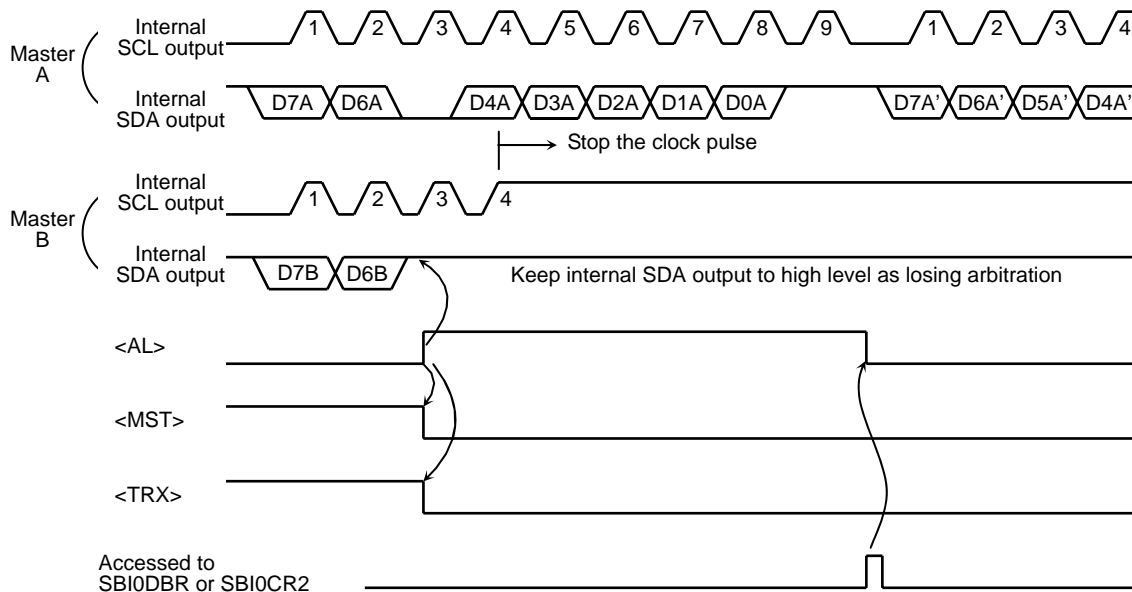 Master
A
Internal
SCL output
1 2 3 4 5 6 7 8 9 1 2 3 4
Internal
SDA output
D7A D6A D4A D3A D2A D1A D0A D7A' D6A' D5A' D4A'
Stop the clock pulse
Master
B
Internal
SCL output
1 2 3 4
Internal
SDA output
D7B D6B
Keep internal SDA output to high level as losing arbitration
<AL>
<MST>
<TRX>
Accessed to
SBI0DBR or SBI0CR2